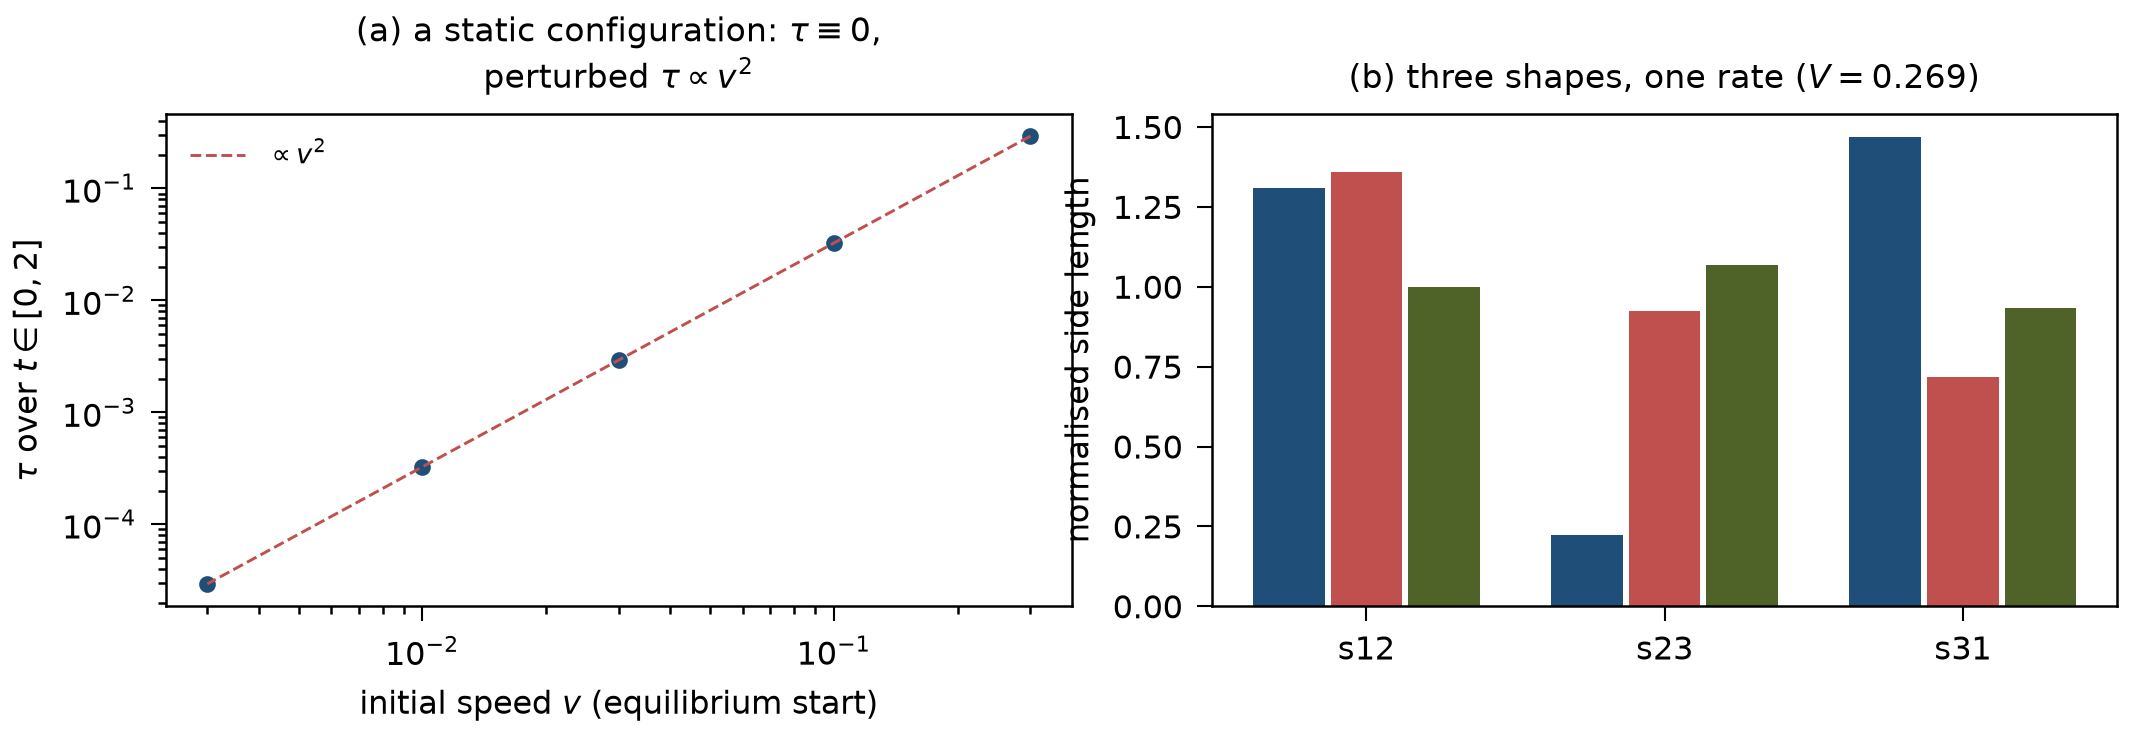 (a) a static configuration: τ ≡ 0,
perturbed τ ∝ v²
∝ v²
τ over t ∈ [0, 2]
10⁻¹
10⁻²
10⁻³
10⁻⁴
10⁻²
10⁻¹
initial speed v (equilibrium start)
(b) three shapes, one rate (V = 0.269)
normalised side length
1.50
1.25
1.00
0.75
0.50
0.25
0.00
s12
s23
s31